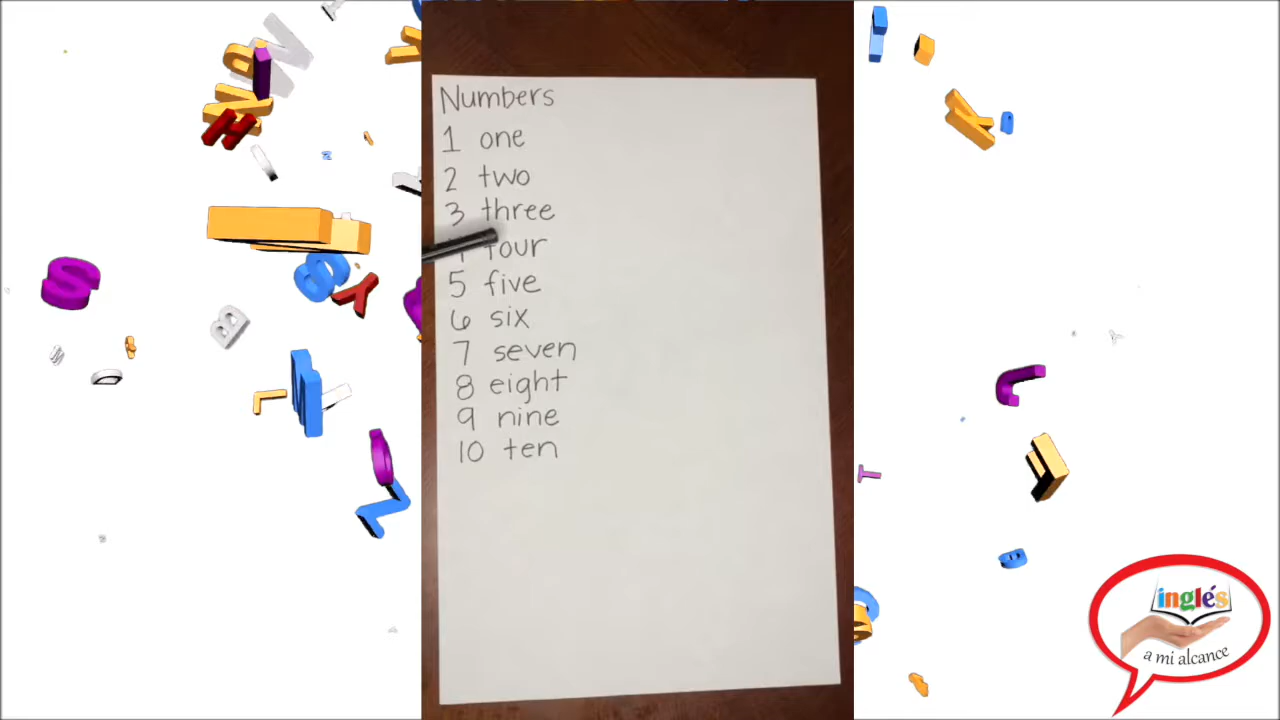 Numbers
1 one
2 two
3 three
4 four
5 five
6 six
7 seven
8 eight
9 nine
10 ten
inglés
a mi alcance